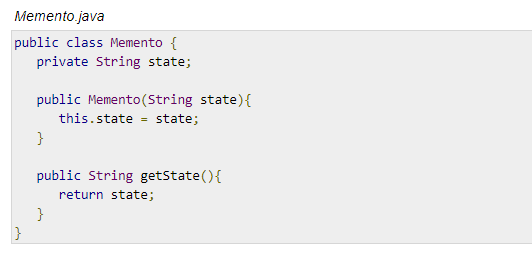 Memento.java
public class Memento {
   private String state;

   public Memento(String state){
      this.state = state;
   }

   public String getState(){
      return state;
   }
}